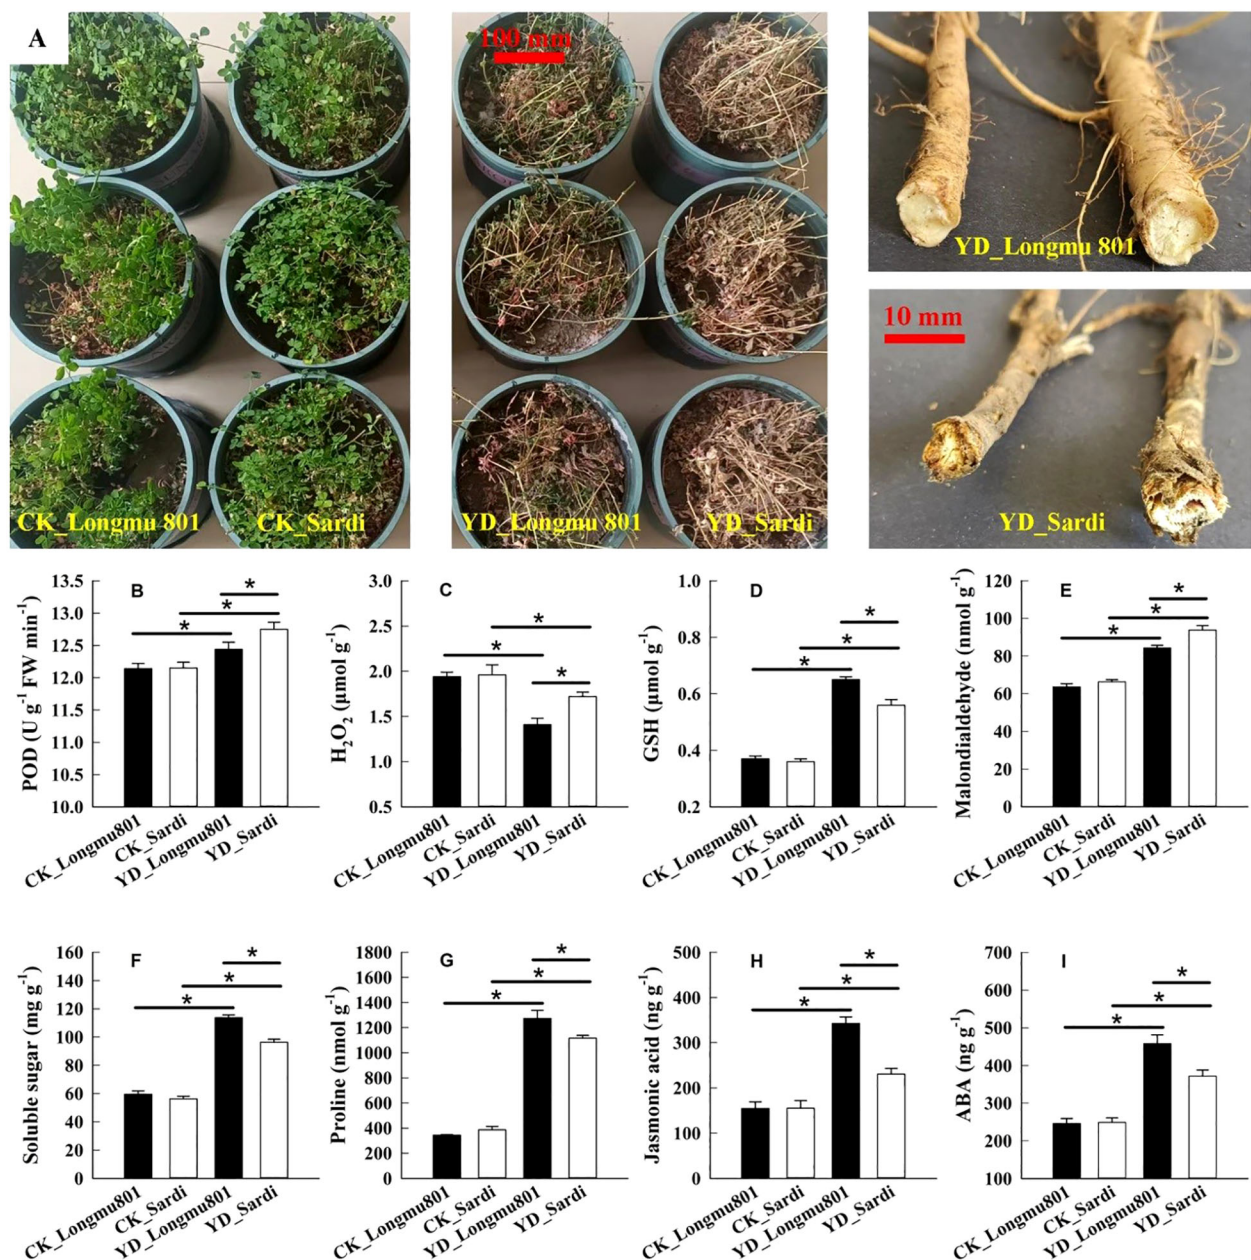 A
100 mm
YD_Longmu 801
10 mm
CK_Longmu 801
CK_Sardi
YD_Longmu 801
YD_Sardi
YD_Sardi
B
POD (U g⁻¹ FW min⁻¹)
13.5
13.0
12.5
12.0
11.5
11.0
10.5
10.0
*
*
*
CK_Longmu801
CK_Sardi
YD_Longmu801
YD_Sardi
C
H₂O₂ (μmol g⁻¹)
3.0
2.5
2.0
1.5
1.0
0.5
*
*
*
CK_Longmu801
CK_Sardi
YD_Longmu801
YD_Sardi
D
GSH (μmol g⁻¹)
1.0
0.8
0.6
0.4
0.2
*
*
*
CK_Longmu801
CK_Sardi
YD_Longmu801
YD_Sardi
E
Malondialdehyde (nmol g⁻¹)
120
100
80
60
40
20
0
*
*
*
CK_Longmu801
CK_Sardi
YD_Longmu801
YD_Sardi
F
Soluble sugar (mg g⁻¹)
160
140
120
100
80
60
40
20
0
*
*
*
CK_Longmu801
CK_Sardi
YD_Longmu801
YD_Sardi
G
Proline (nmol g⁻¹)
1800
1600
1400
1200
1000
800
600
400
200
0
*
*
*
CK_Longmu801
CK_Sardi
YD_Longmu801
YD_Sardi
H
Jasmonic acid (ng g⁻¹)
500
400
300
200
100
0
*
*
*
CK_Longmu801
CK_Sardi
YD_Longmu801
YD_Sardi
I
ABA (ng g⁻¹)
700
600
500
400
300
200
100
*
*
*
CK_Longmu801
CK_Sardi
YD_Longmu801
YD_Sardi